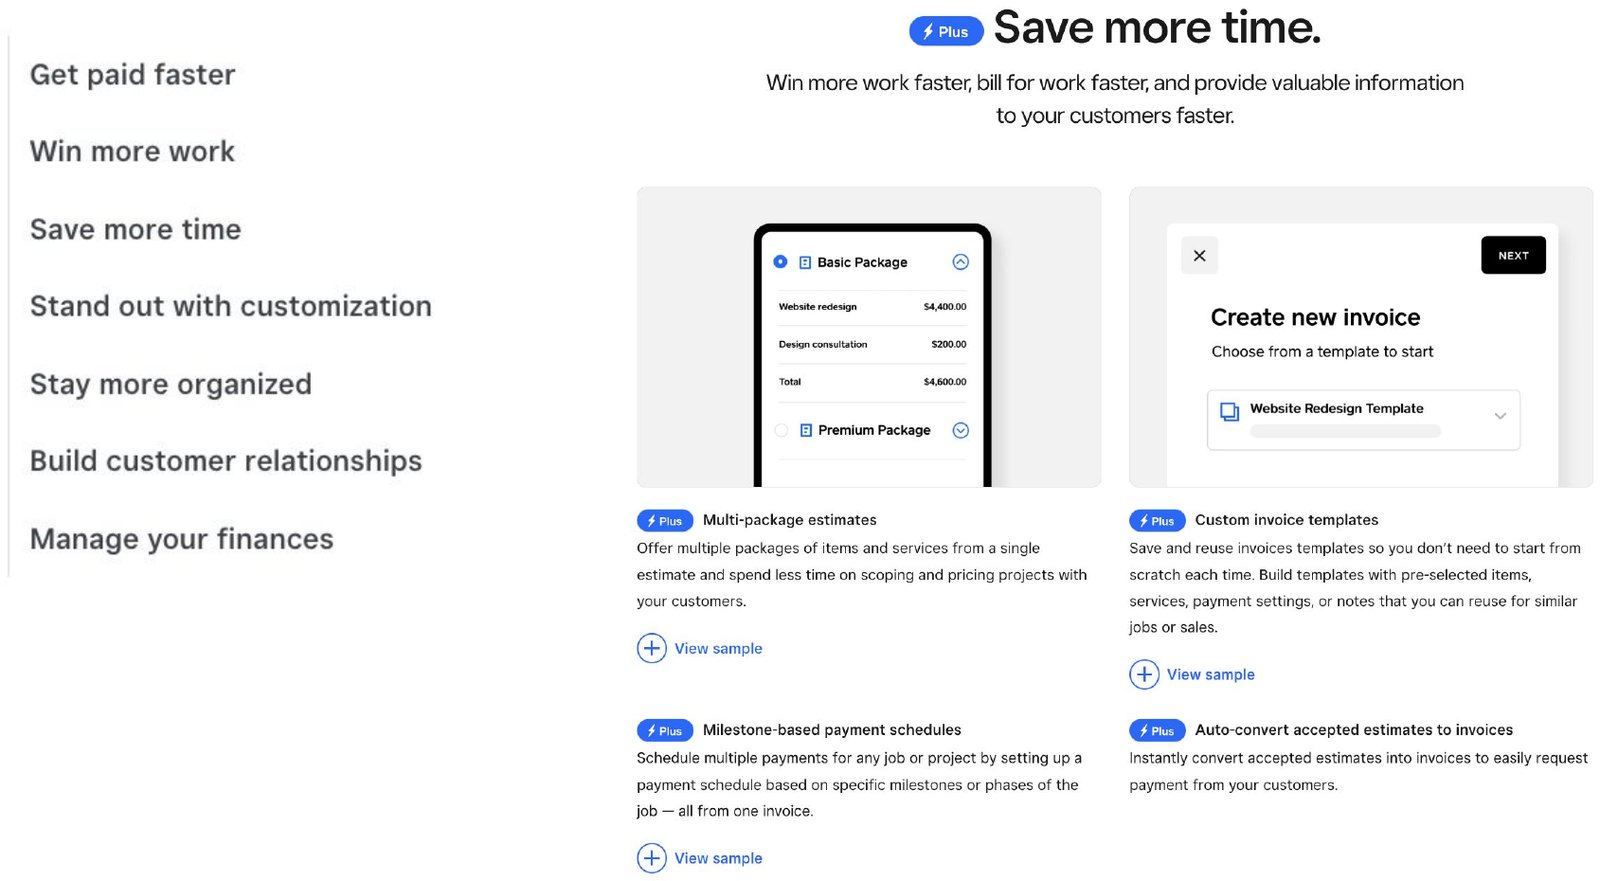 Get paid faster
Win more work
Save more time
Stand out with customization
Stay more organized
Build customer relationships
Manage your finances
Plus Save more time.
Win more work faster, bill for work faster, and provide valuable information
to your customers faster.
Basic Package
Website redesign $4,400.00
Design consultation $200.00
Total $4,600.00
Premium Package
NEXT
Create new invoice
Choose from a template to start
Website Redesign Template
Plus Multi-package estimates
Offer multiple packages of items and services from a single
estimate and spend less time on scoping and pricing projects with
your customers.
View sample
Plus Custom invoice templates
Save and reuse invoices templates so you don’t need to start from
scratch each time. Build templates with pre-selected items,
services, payment settings, or notes that you can reuse for similar
jobs or sales.
View sample
Plus Milestone-based payment schedules
Schedule multiple payments for any job or project by setting up a
payment schedule based on specific milestones or phases of the
job — all from one invoice.
View sample
Plus Auto-convert accepted estimates to invoices
Instantly convert accepted estimates into invoices to easily request
payment from your customers.